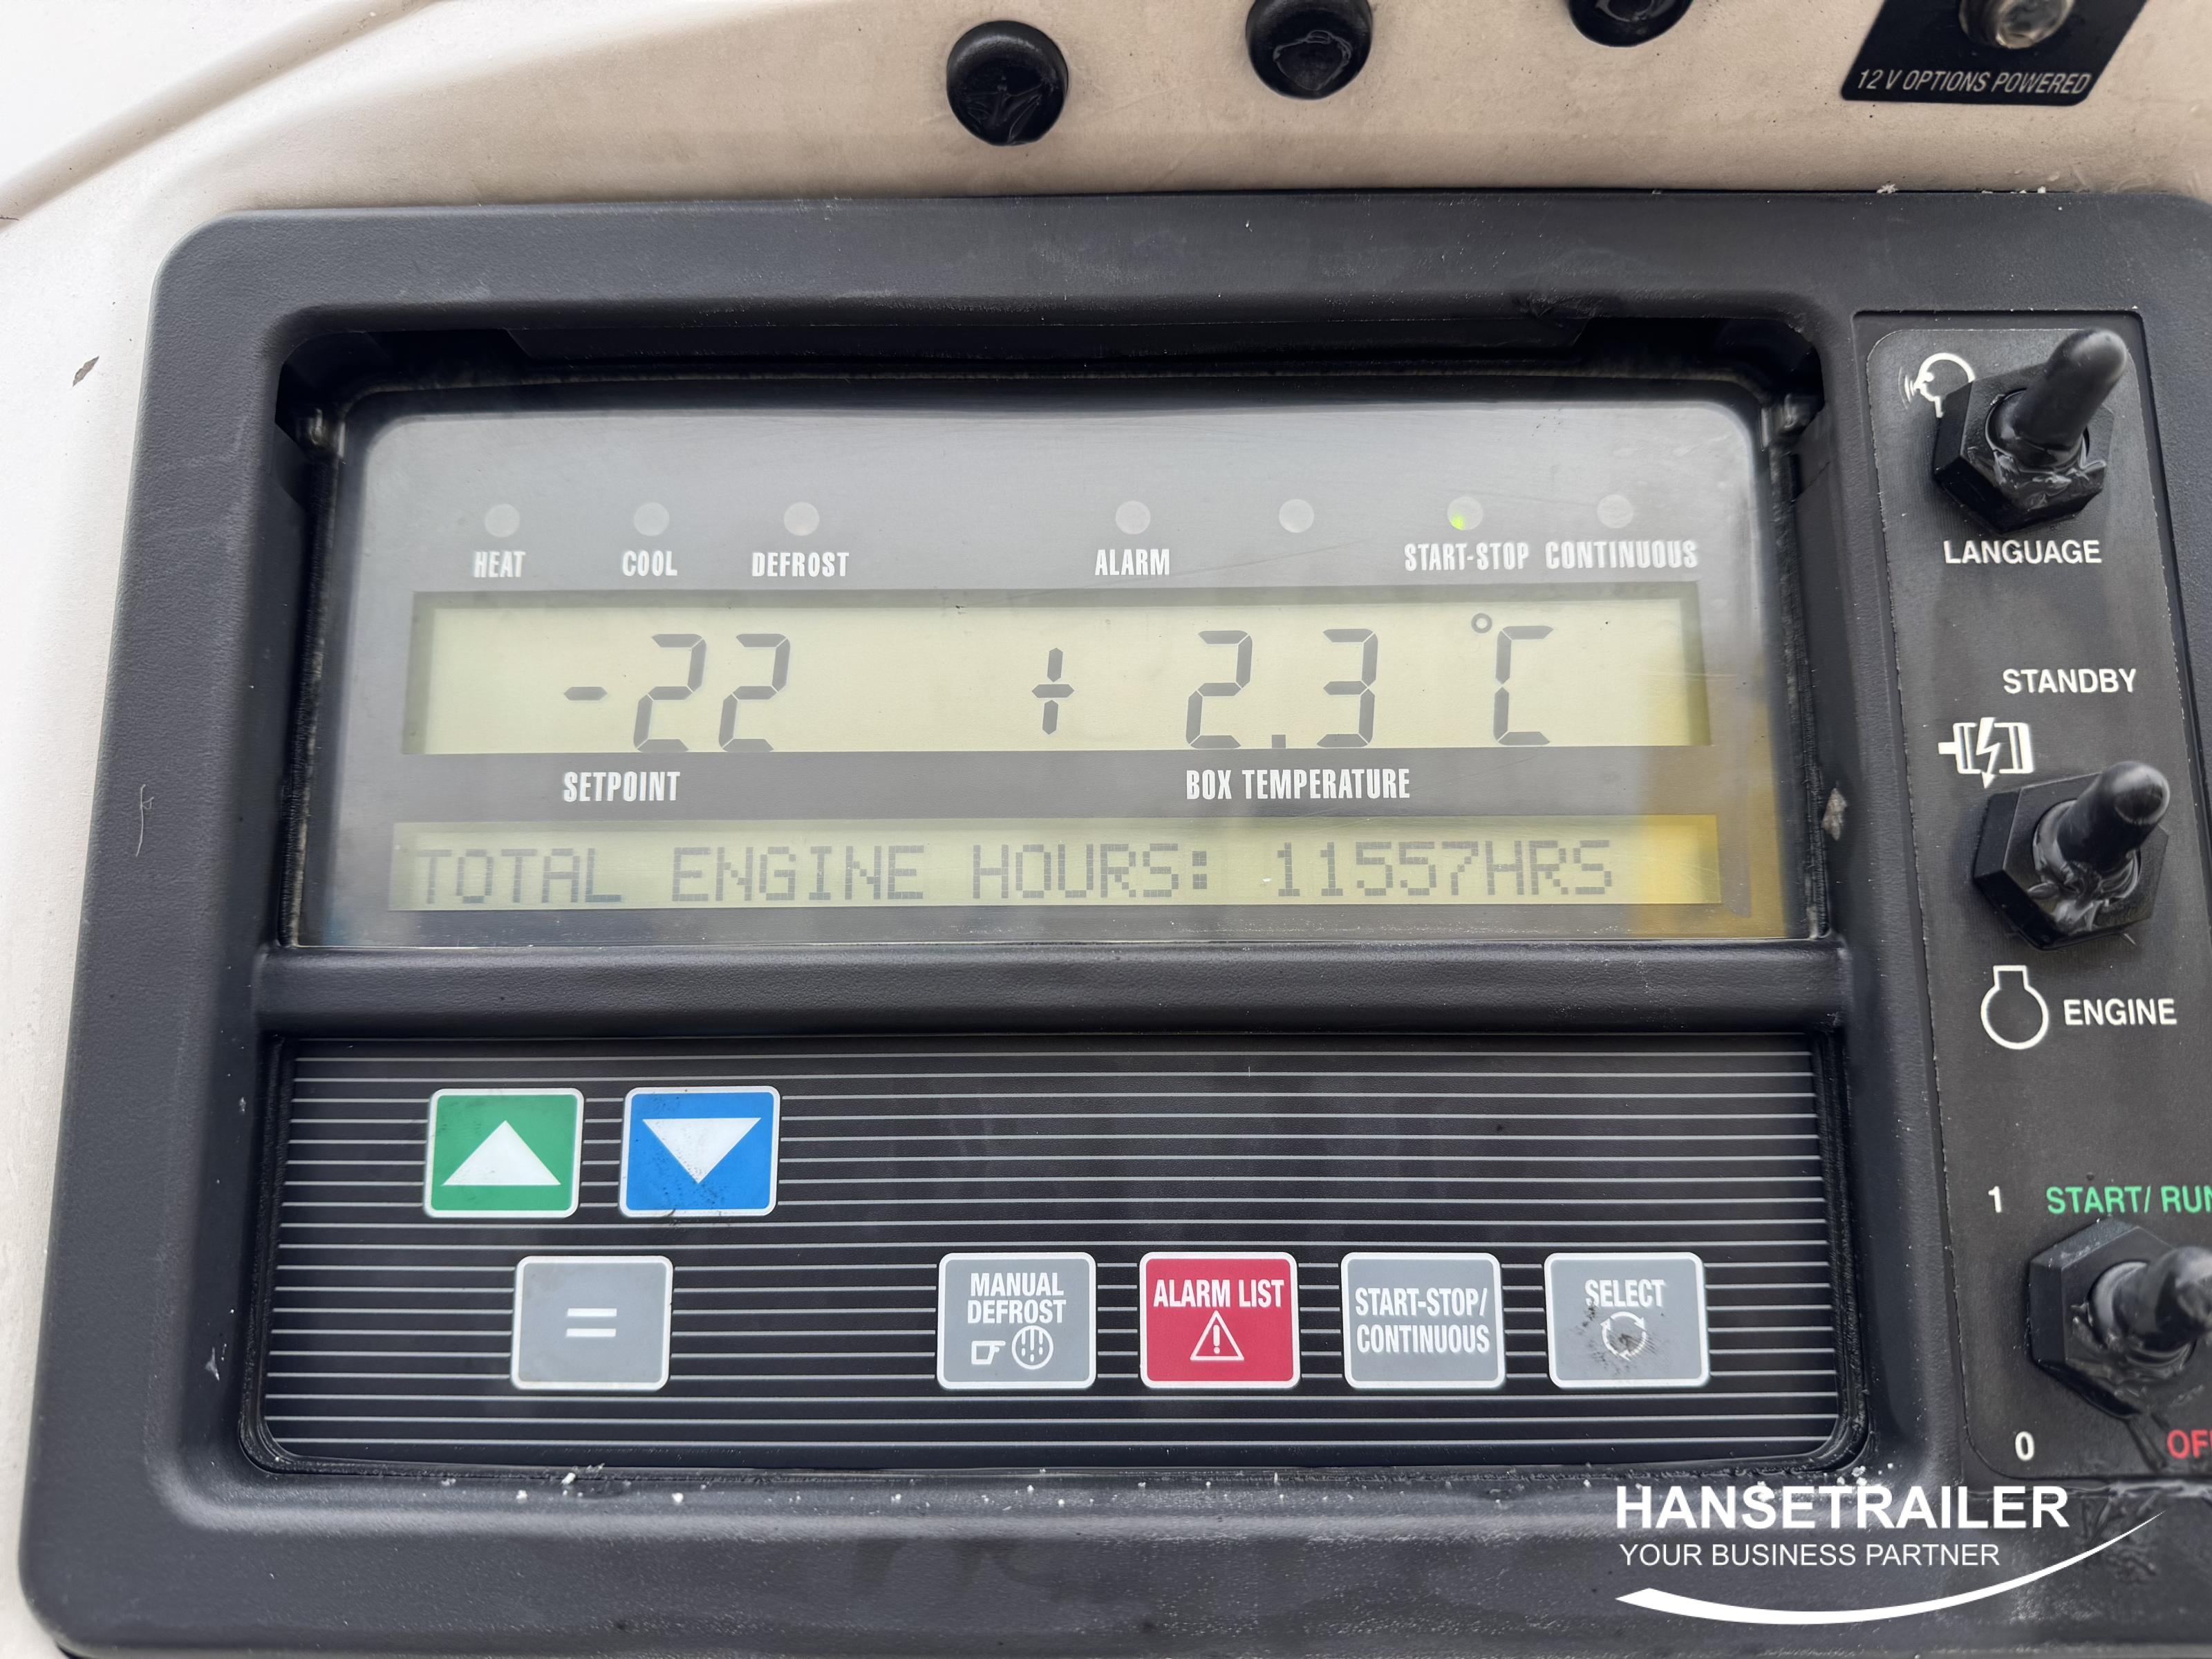 12 V OPTIONS POWERED
HEAT COOL DEFROST ALARM START-STOP CONTINUOUS
-22 + 2.3 °C
SETPOINT BOX TEMPERATURE
TOTAL ENGINE HOURS: 11557HRS
LANGUAGE
STANDBY
ENGINE
1 START/ RUN
0
=
MANUAL
DEFROST
ALARM LIST
!
START-STOP/
CONTINUOUS
SELECT
HANSETRAILER
YOUR BUSINESS PARTNER